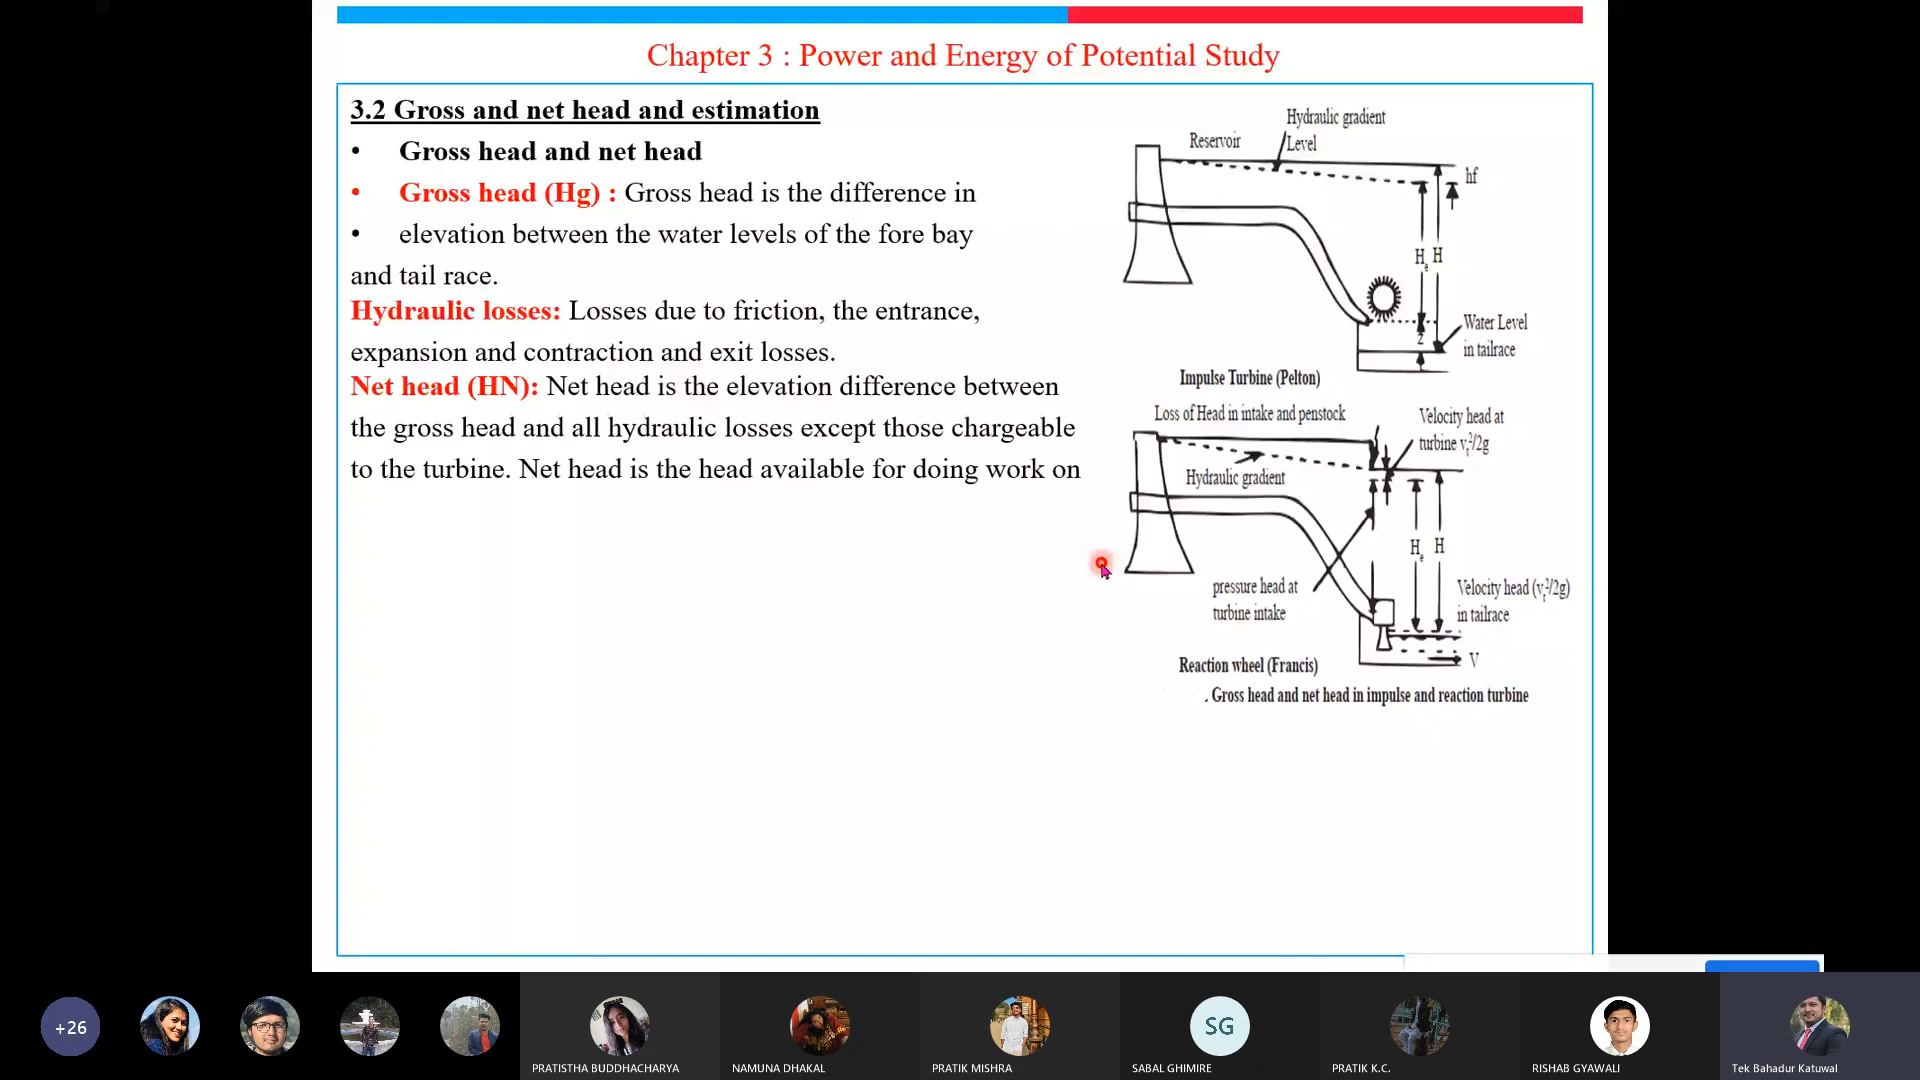 Chapter 3 : Power and Energy of Potential Study
3.2 Gross and net head and estimation
• Gross head and net head
• Gross head (Hg) : Gross head is the difference in
• elevation between the water levels of the fore bay
and tail race.
Hydraulic losses: Losses due to friction, the entrance,
expansion and contraction and exit losses.
Net head (HN): Net head is the elevation difference between
the gross head and all hydraulic losses except those chargeable
to the turbine. Net head is the head available for doing work on
Hydraulic gradient
Level
Reservoir
hf
He H
z
Water Level
in tailrace
Impulse Turbine (Pelton)
Loss of Head in intake and penstock
Velocity head at
turbine
Hydraulic gradient
He H
pressure head at
turbine intake
Velocity head
in tailrace
V
Reaction wheel (Francis)
. Gross head and net head in impulse and reaction turbine
+26
PRATISTHA BUDDHACHARYA
NAMUNA DHAKAL
PRATIK MISHRA
SG
SABAL GHIMIRE
PRATIK K.C.
RISHAB GYAWALI
Tek Bahadur Katuwal